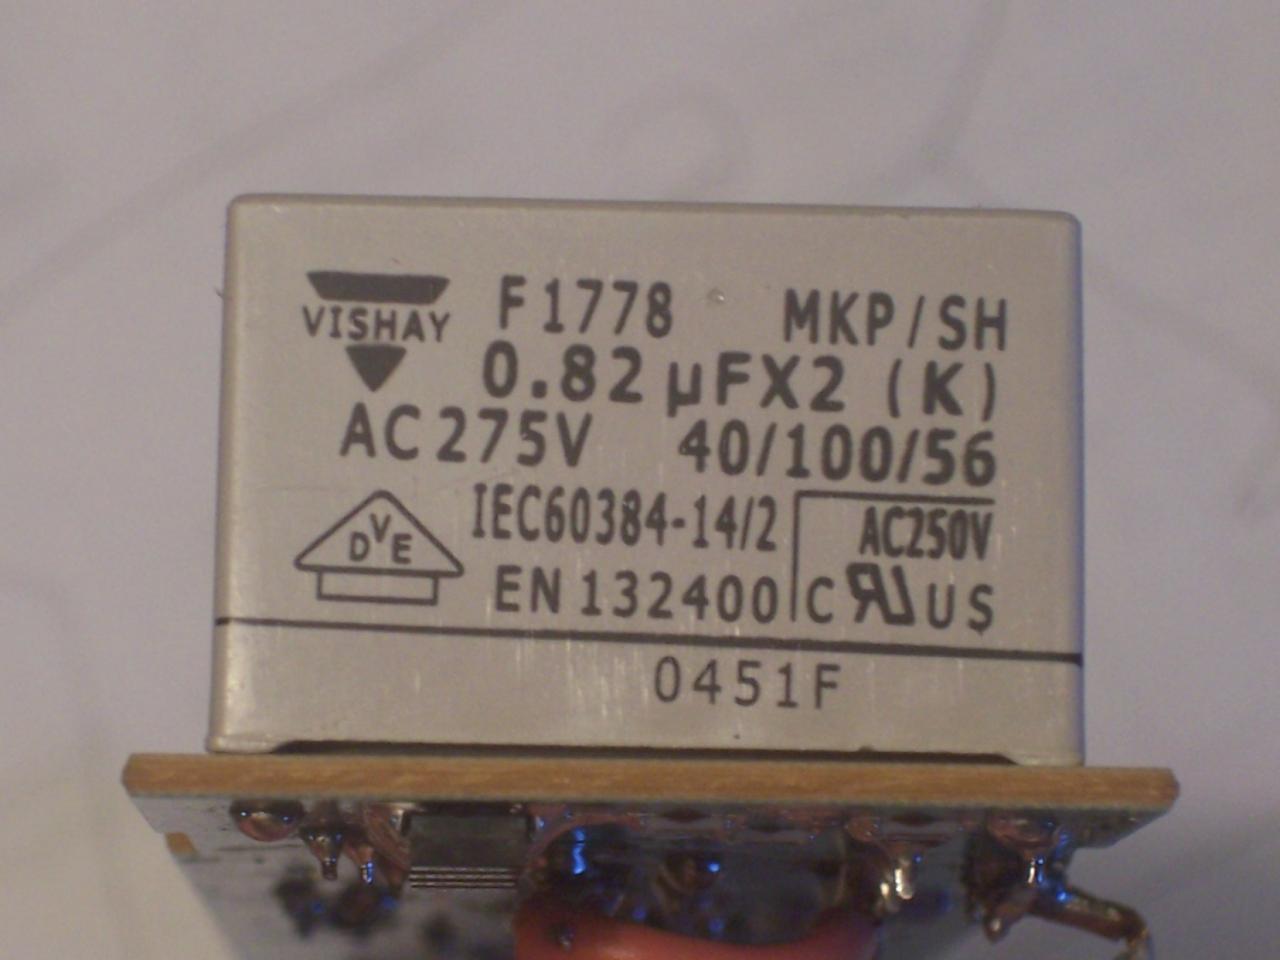 VISHAY F1778 MKP/SH
0.82 µFX2 (K)
AC 275V 40/100/56
DVE IEC60384-14/2 AC250V
EN 132400 C RU US
0451F